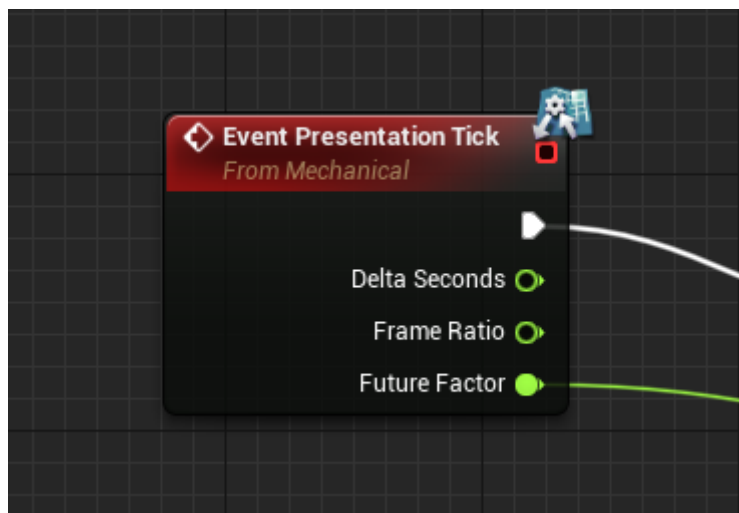 Event Presentation Tick
From Mechanical
Delta Seconds
Frame Ratio
Future Factor